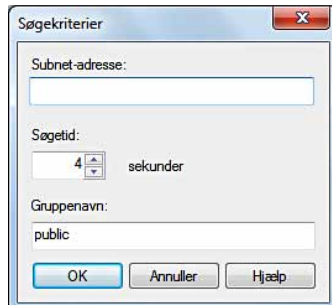 Søgekriterier
Subnet-adresse:
Søgetid:
4 sekunder
Gruppenavn:
public
OK Annuller Hjælp